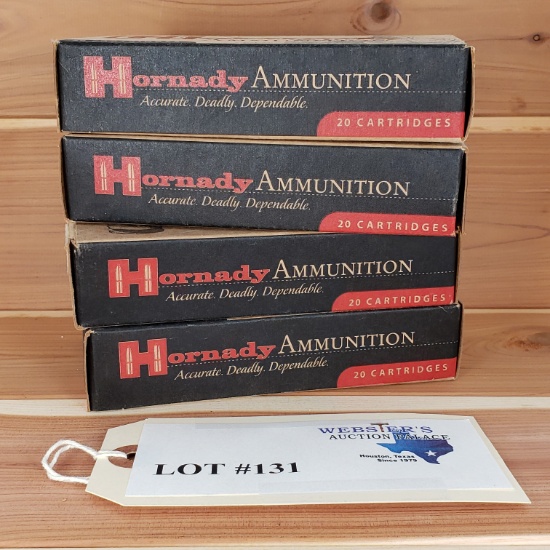 Hornady AMMUNITION
Accurate. Deadly. Dependable.
20 CARTRIDGES
Hornady AMMUNITION
Accurate. Deadly. Dependable.
20 CARTRIDGES
Hornady AMMUNITION
Accurate. Deadly. Dependable.
20 CARTRIDGES
Hornady AMMUNITION
Accurate. Deadly. Dependable.
20 CARTRIDGES
WEBSTER'S
AUCTION PALACE
Houston, Texas
Since 1979
LOT #131